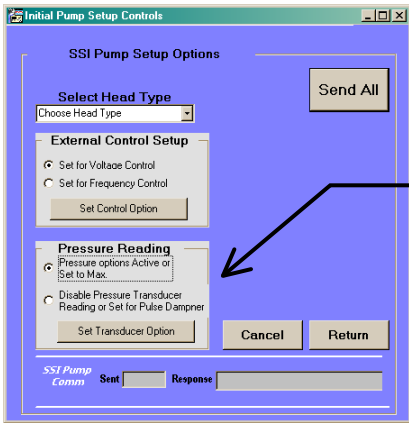 Initial Pump Setup Controls
SSI Pump Setup Options
Send All
Select Head Type
Choose Head Type
External Control Setup
Set for Voltage Control
Set for Frequency Control
Set Control Option
Pressure Reading
Pressure options Active or
Set to Max.
Disable Pressure Transducer
Reading or Set for Pulse Dampner
Set Transducer Option
Cancel
Return
SSI Pump
Comm
Sent
Response